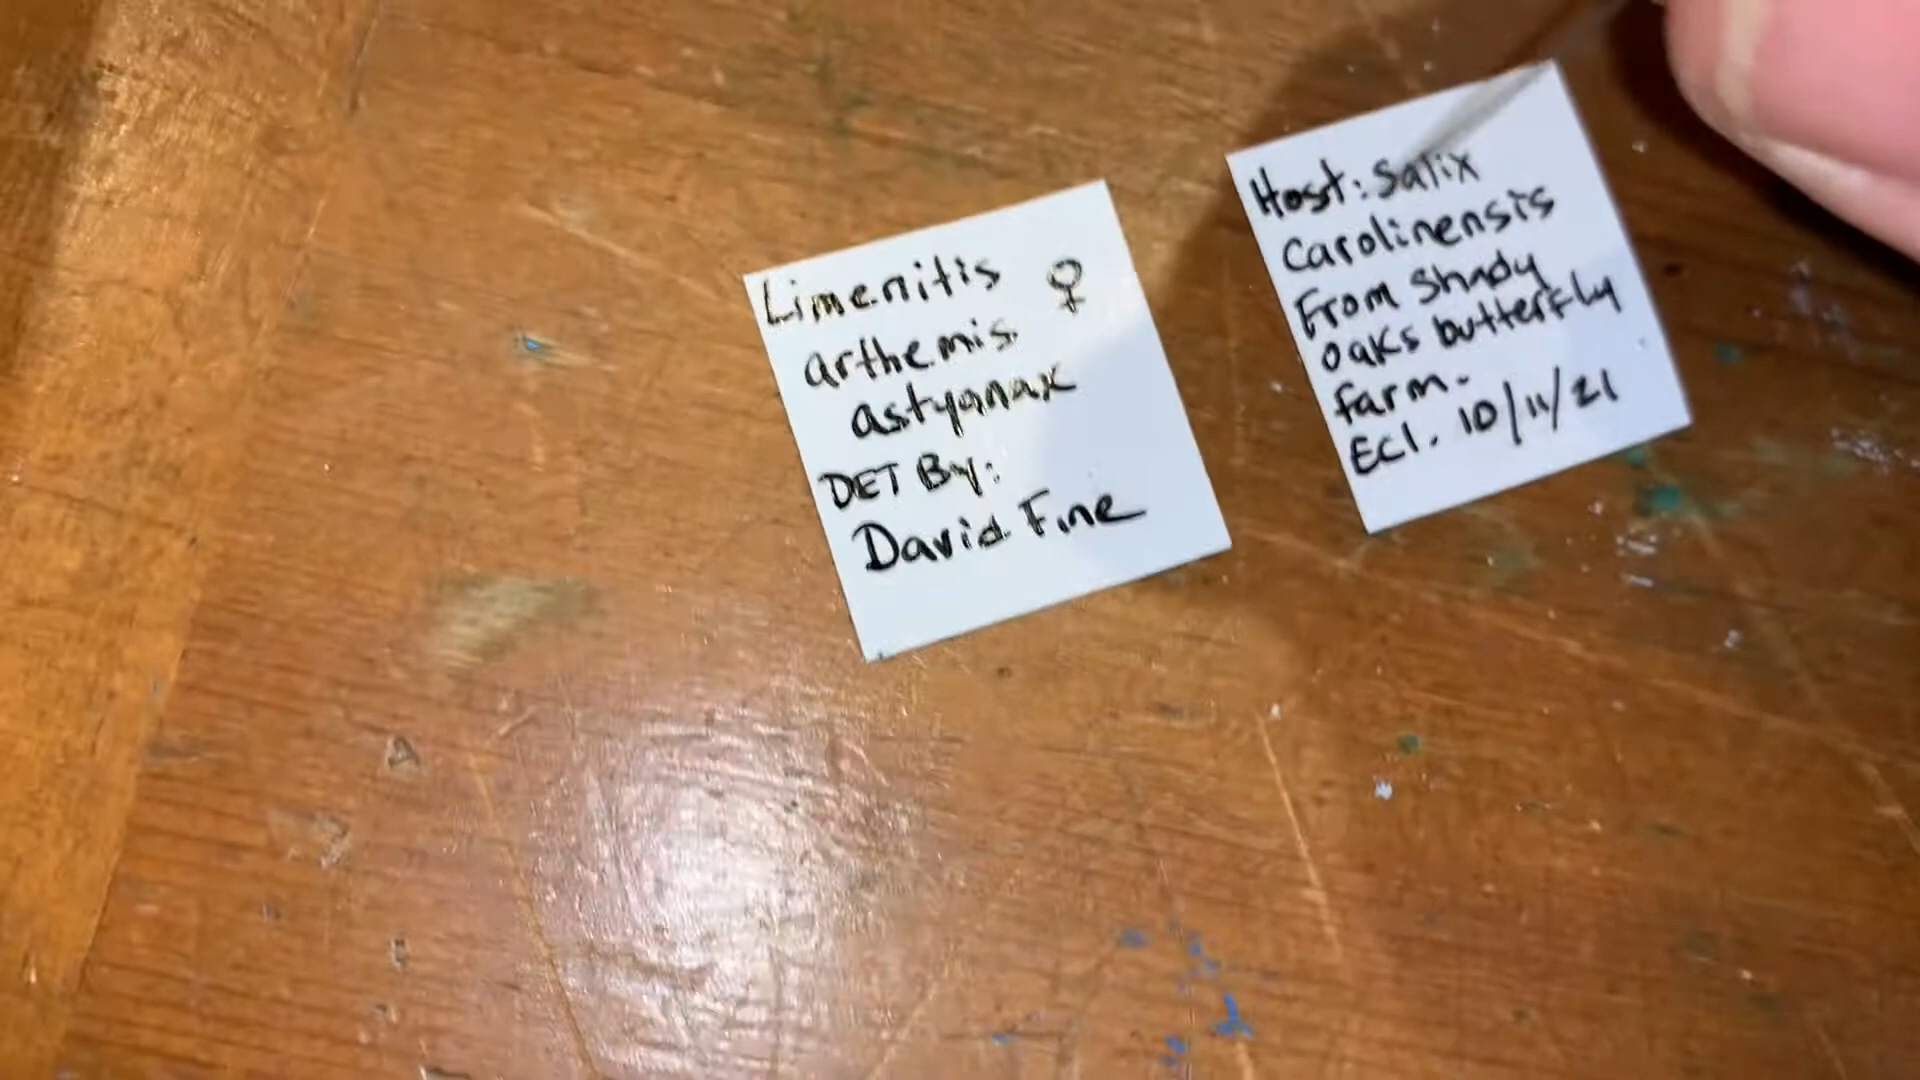 Limenitis ♀
arthemis
astyanax
DET By:
David Fine
Host: Salix
Carolinensis
From Shady
oaks butterfly
farm.
Ecl. 10/11/21